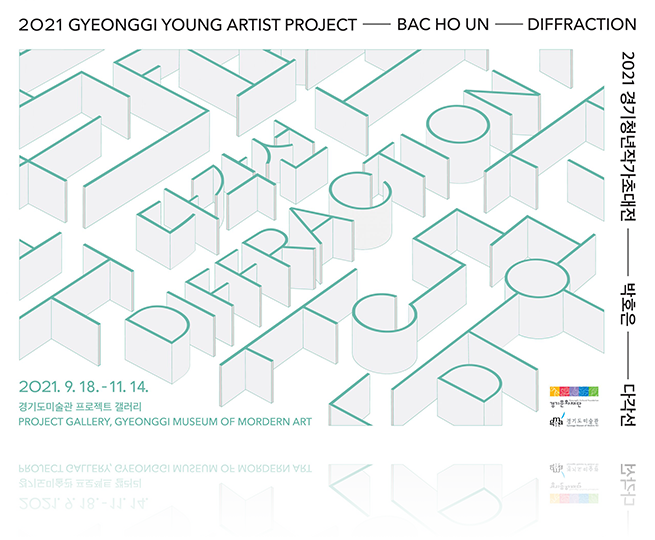 2021 GYEONGGI YOUNG ARTIST PROJECT — BAC HO UN — DIFFRACTION
2021 경기청년작가초대전 — 박호은 — 다각선
다각선
DIFFRACTION
2021. 9. 18. - 11. 14.
경기도미술관 프로젝트 갤러리
PROJECT GALLERY, GYEONGGI MUSEUM OF MORDERN ART
경기문화재단
경기도미술관